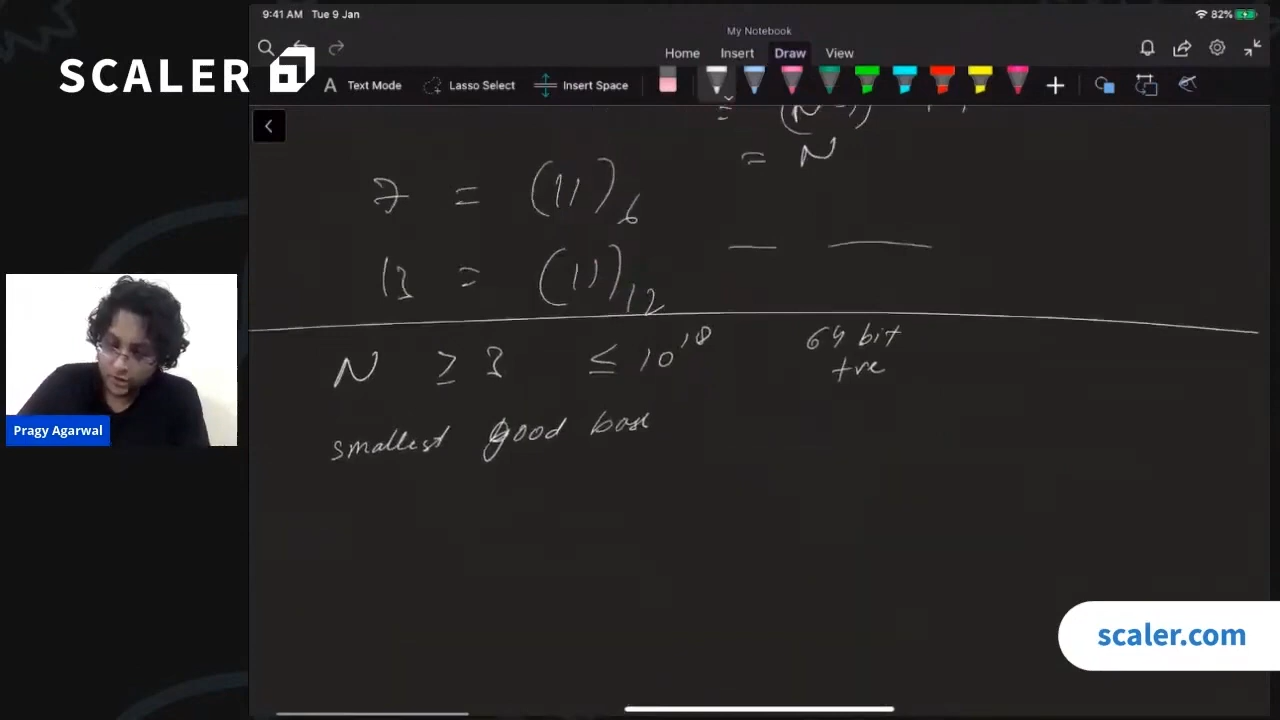 9:41 AM Tue 9 Jan
82%
My Notebook
SCALER
Home Insert Draw View
A Text Mode Lasso Select Insert Space
= N
7 = (11)6
13 = (11)12
N ≥ 3 ≤ 10^18 64 bit
+ve
smallest good base
Pragy Agarwal
scaler.com